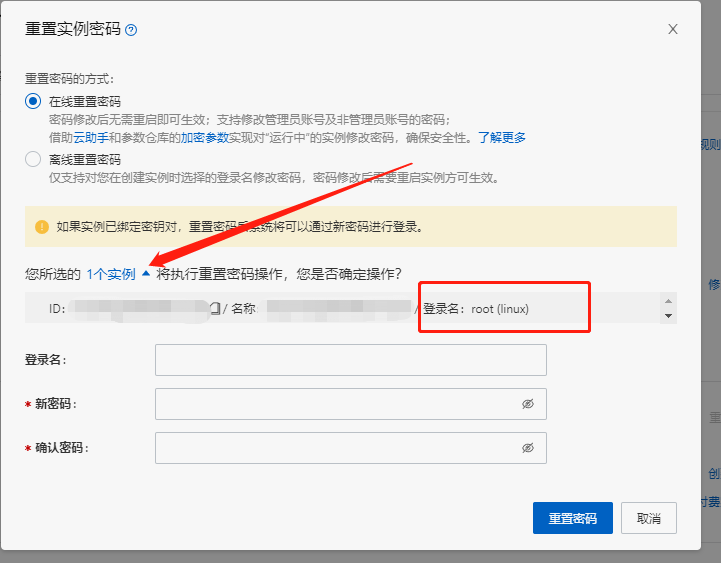 重置实例密码
重置密码的方式:
在线重置密码
密码修改后无需重启即可生效；支持修改管理员账号及非管理员账号的密码；
借助云助手和参数仓库的加密参数实现对“运行中”的实例修改密码，确保安全性。了解更多
离线重置密码
仅支持对您在创建实例时选择的登录名修改密码，密码修改后需要重启实例方可生效。
如果实例已绑定密钥对，重置密码后系统将可以通过新密码进行登录。
您所选的 1个实例 将执行重置密码操作，您是否确定操作？
ID: / 名称 / 登录名：root (linux)
登录名：
* 新密码：
* 确认密码：
重置密码 取消
规则
修
重
创
付费